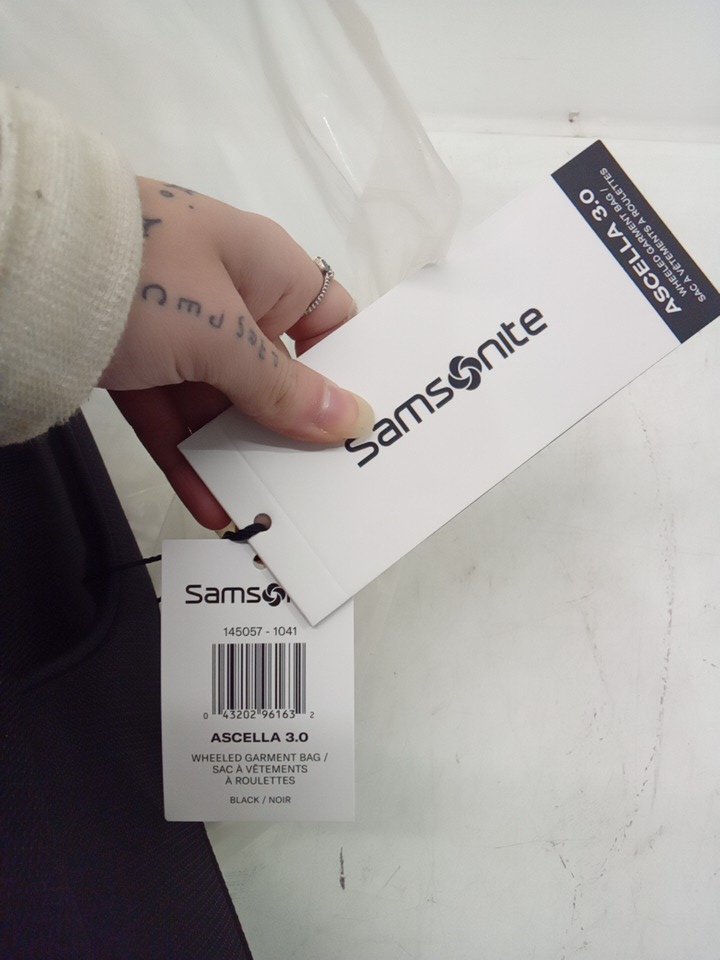 ASCELLA 3.0
WHEELED GARMENT BAG /
SAC À VÊTEMENTS À ROULETTES
Samsonite
Samso
145057 - 1041
0 43202 96163 2
ASCELLA 3.0
WHEELED GARMENT BAG /
SAC À VÊTEMENTS
À ROULETTES
BLACK / NOIR